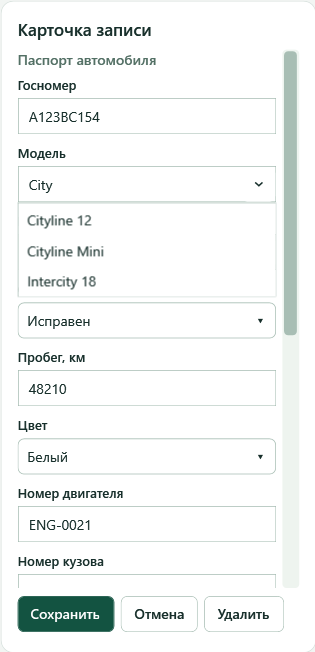 Карточка записи
Паспорт автомобиля
Госномер
А123ВС154
Модель
City
Cityline 12
Cityline Mini
Intercity 18
Исправен
Пробег, км
48210
Цвет
Белый
Номер двигателя
ENG-0021
Номер кузова
Сохранить
Отмена
Удалить